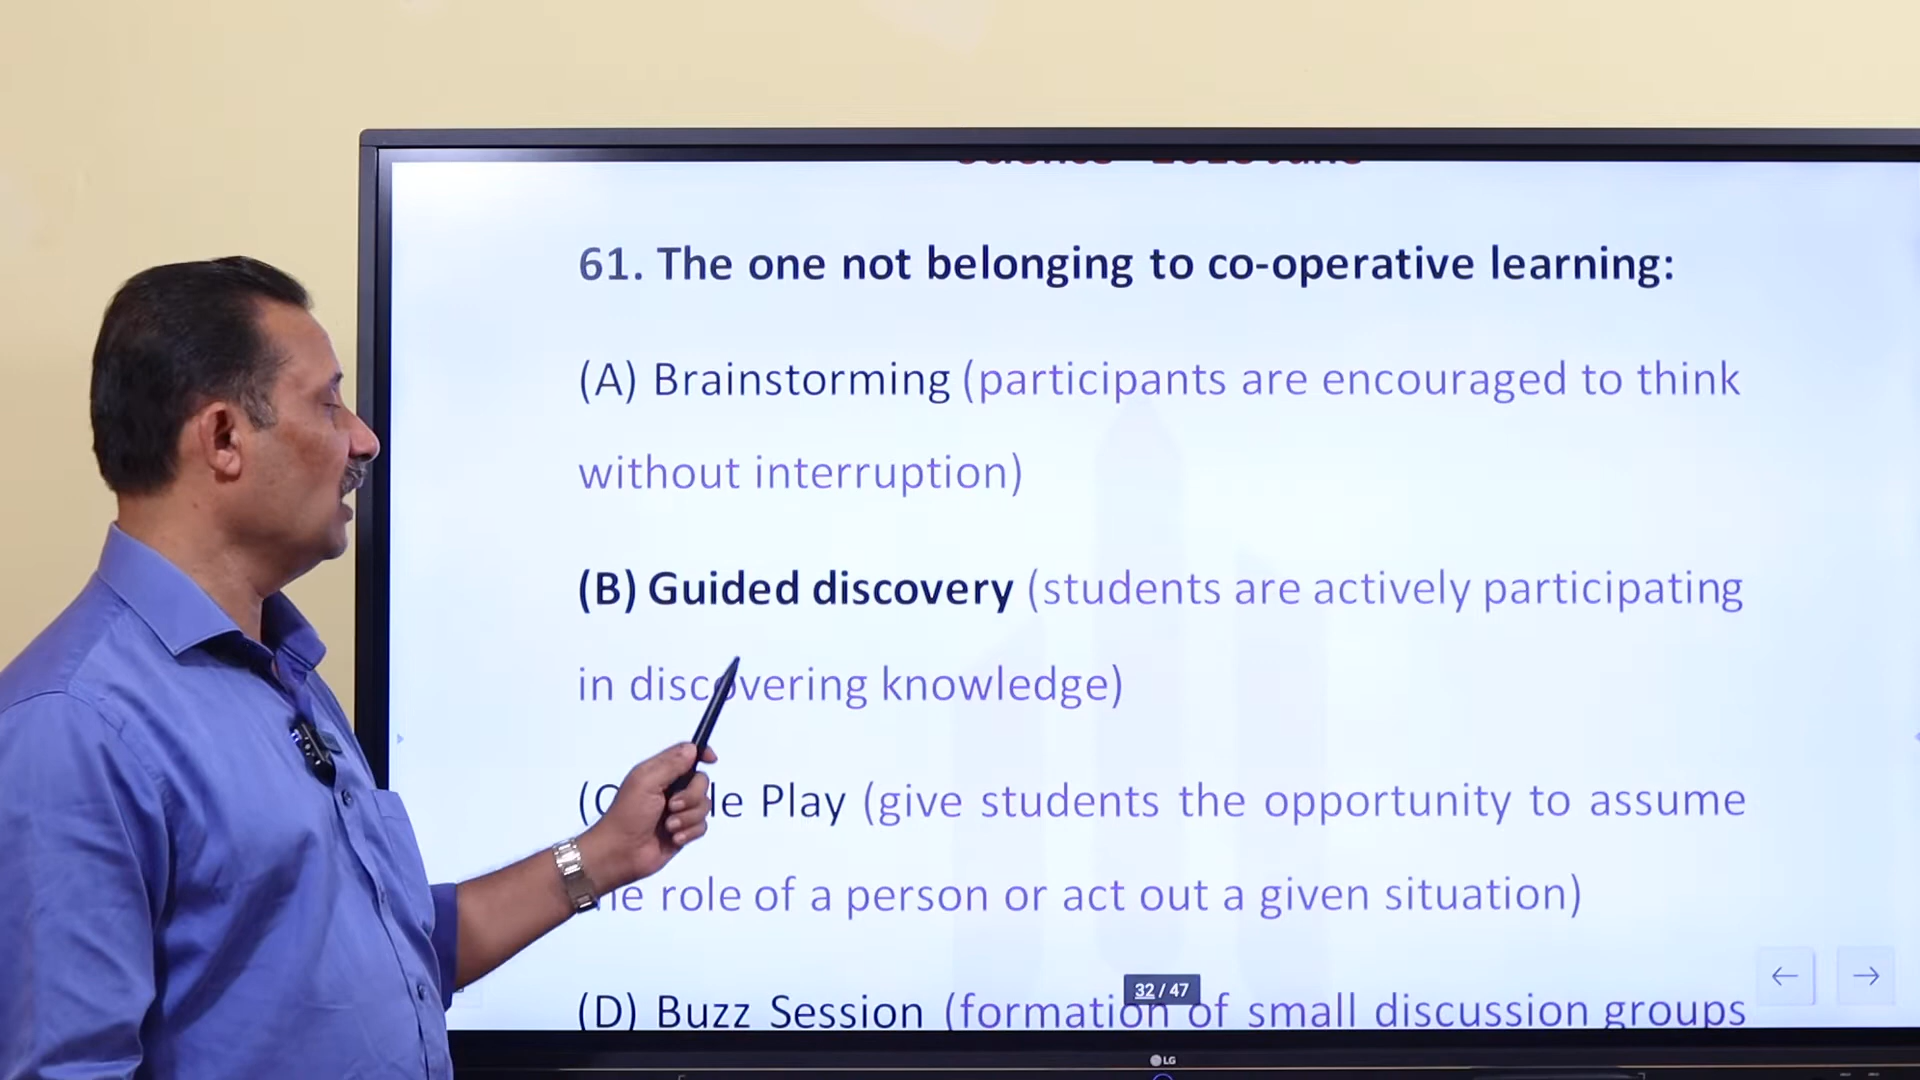 61. The one not belonging to co-operative learning:
(A) Brainstorming (participants are encouraged to think
without interruption)
(B) Guided discovery (students are actively participating
in discovering knowledge)
Play (give students the opportunity to assume
role of a person or act out a given situation)
(D) Buzz Session (formation of small discussion groups
32 / 47
LG